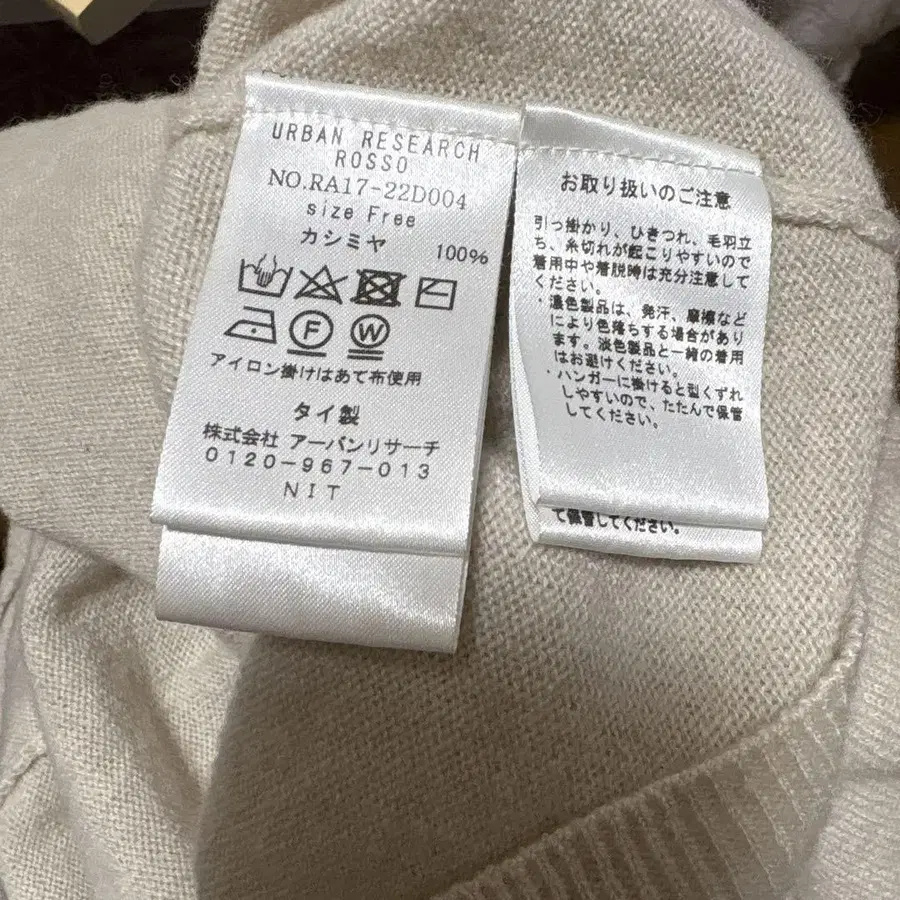 URBAN RESEARCH
ROSSO
NO.RA17-22D004
size Free
カシミヤ 100%
F W
アイロン掛けはあて布使用
タイ製
株式会社 アーバンリサーチ
0120-967-013
NIT
お取り扱いのご注意
引っ掛かり、ひきつれ、毛羽立
ち、糸切れが起こりやすいので
着用中や着脱時は充分注意して
ください。
・濃色製品は、発汗、摩擦など
により色落ちする場合があり
ます。淡色製品と一緒の着用
はお避けください。
・ハンガーに掛けると型くずれ
しやすいので、たたんで保管
してください。
て保管してください。